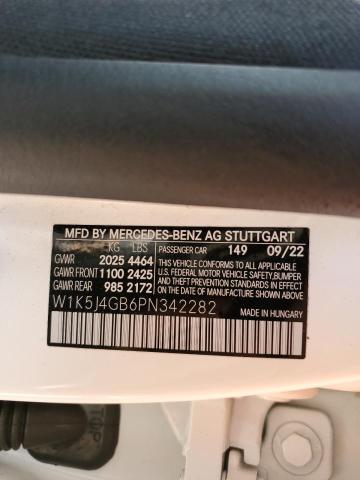 MFD BY MERCEDES-BENZ AG STUTTGART
KG LBS PASSENGER CAR 149 09/22
GVWR 2025 4464
GAWR FRONT 1100 2425
GAWR REAR 985 2172
THIS VEHICLE CONFORMS TO ALL APPLICABLE
U.S. FEDERAL MOTOR VEHICLE SAFETY,BUMPER
AND THEFT PREVENTION STANDARDS IN EFFECT
ON THE DATE OF MANUFACTURE SHOWN ABOVE.
W1K5J4GB6PN342282
MADE IN HUNGARY
TOP